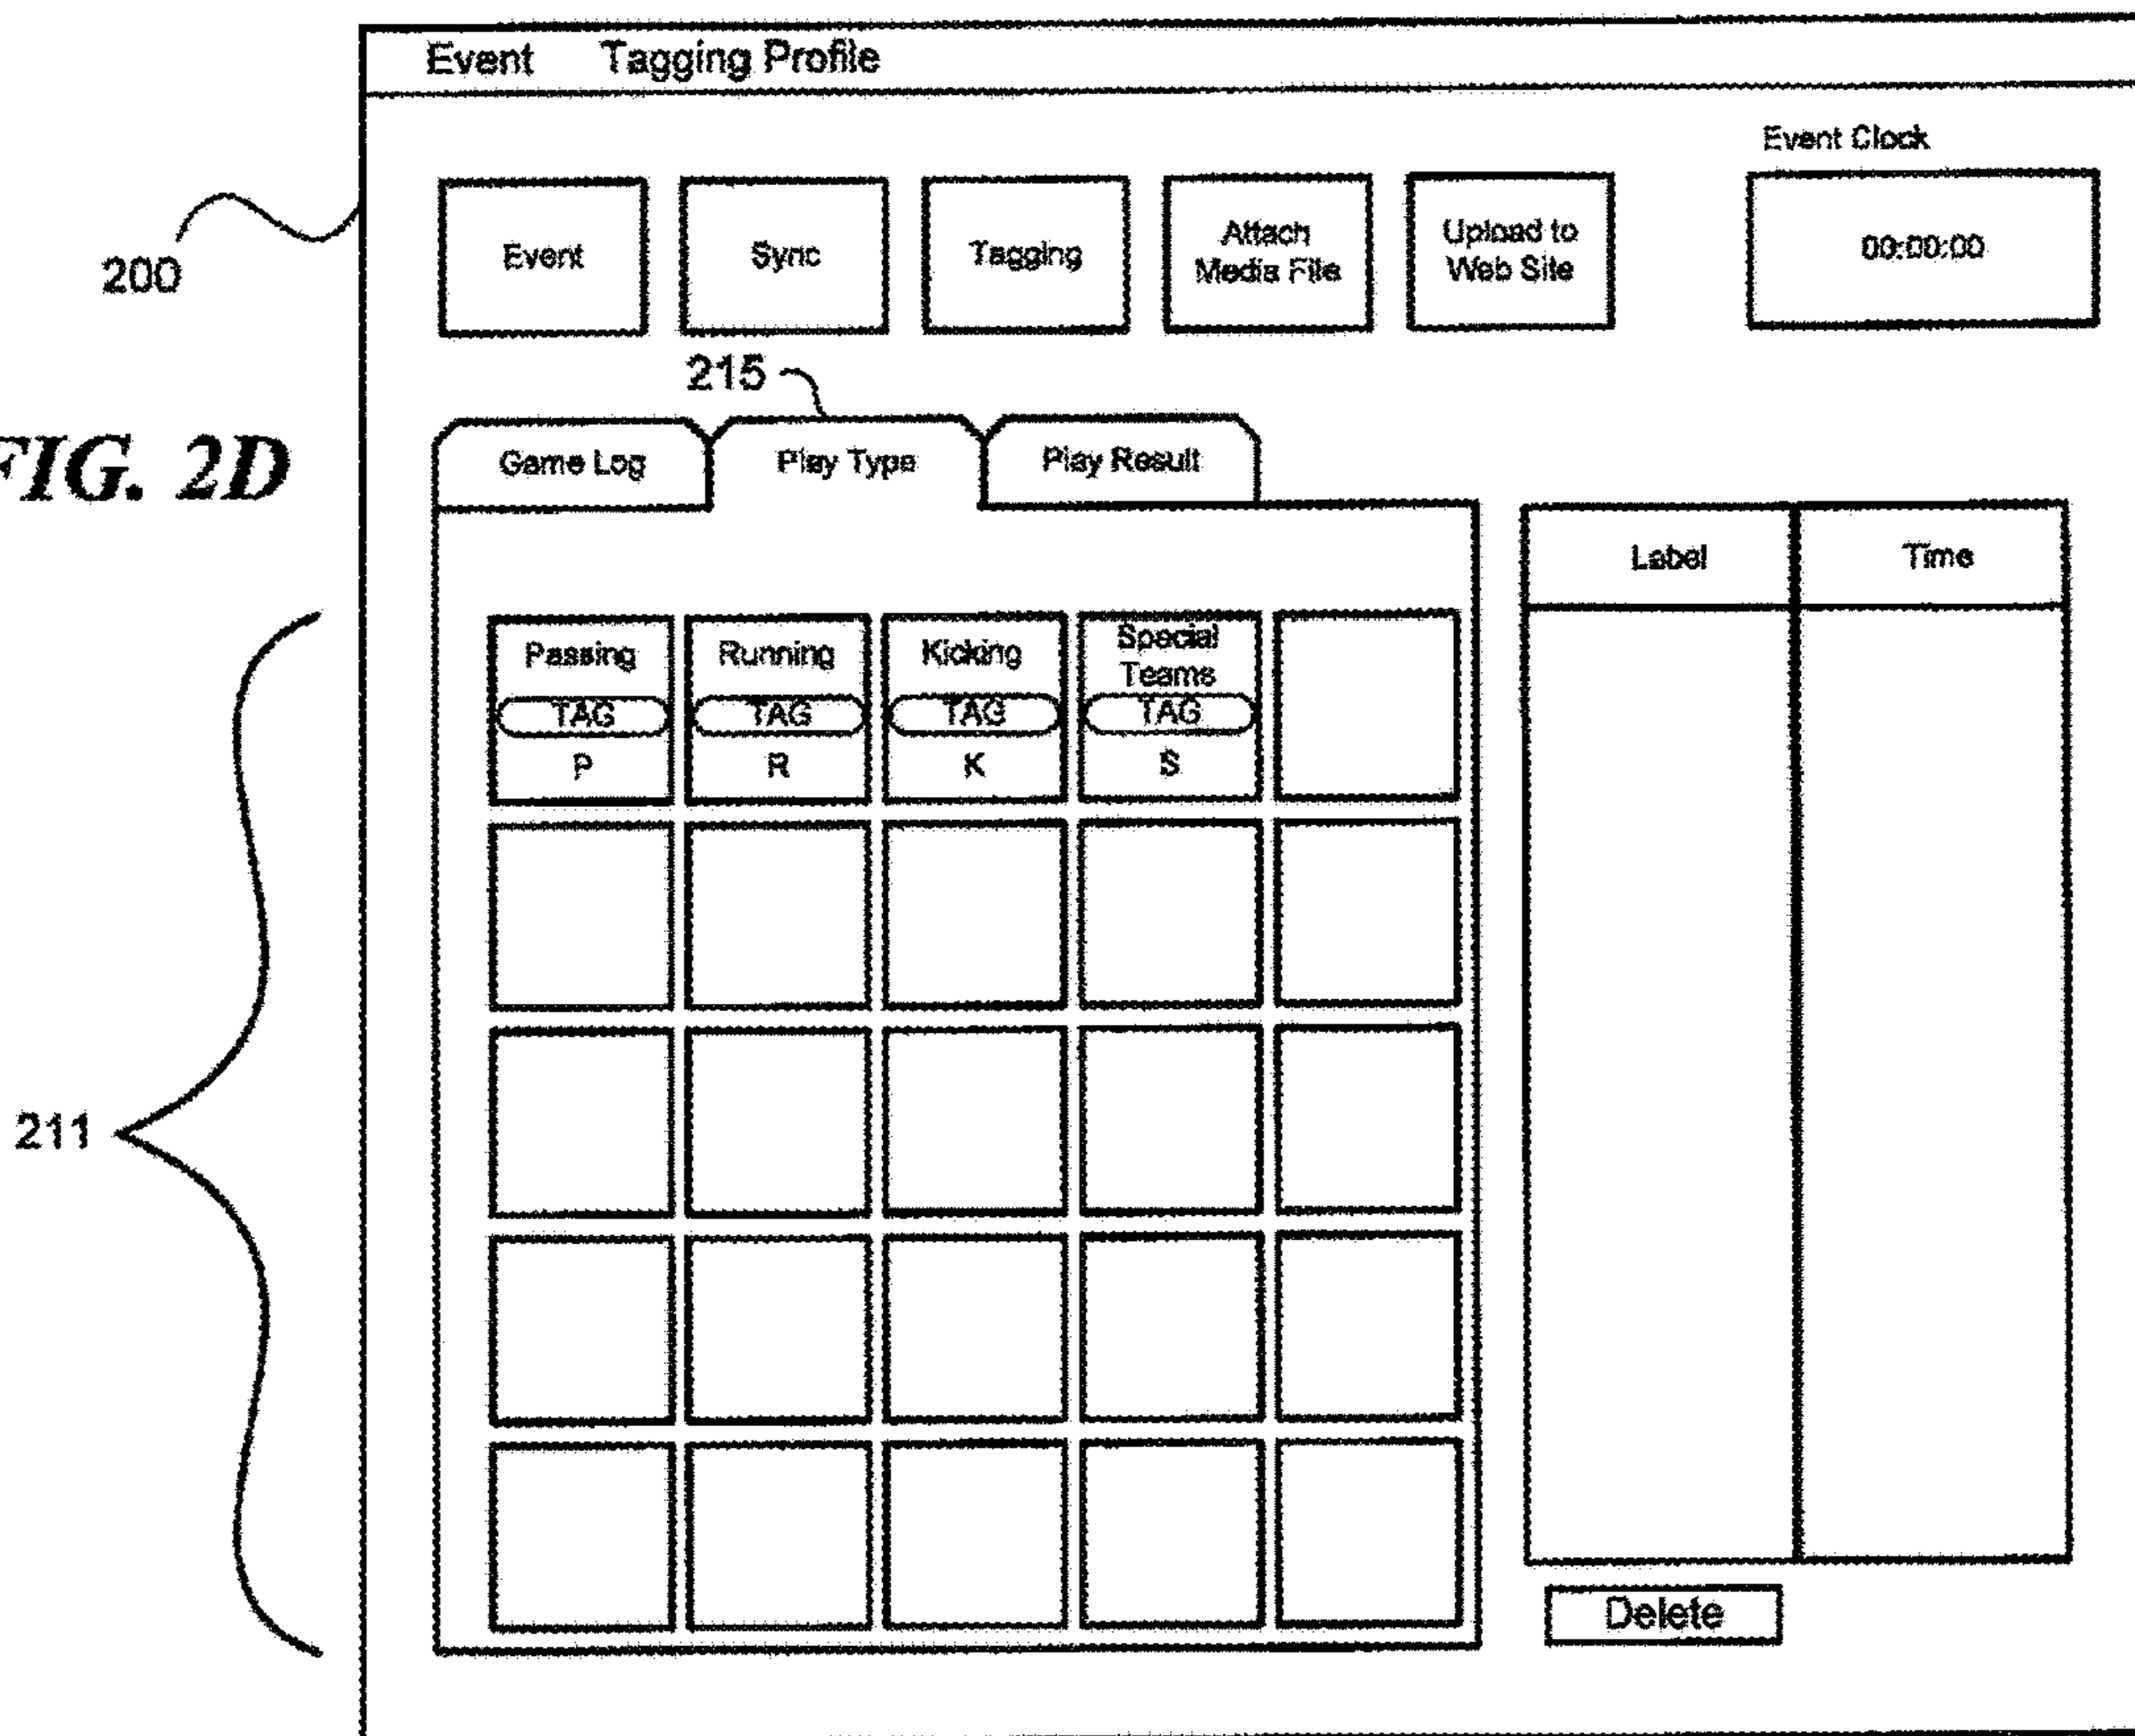 Event Tagging Profile
Event Clock
Event
Sync
Tagging
Attach
Media File
Upload to
Web Site
00:00:00
200
215
FIG. 2D
Game Log
Play Type
Play Result
Label
Time
Passing
TAG
P
Running
TAG
R
Kicking
TAG
K
Special
Teams
TAG
S
211
Delete